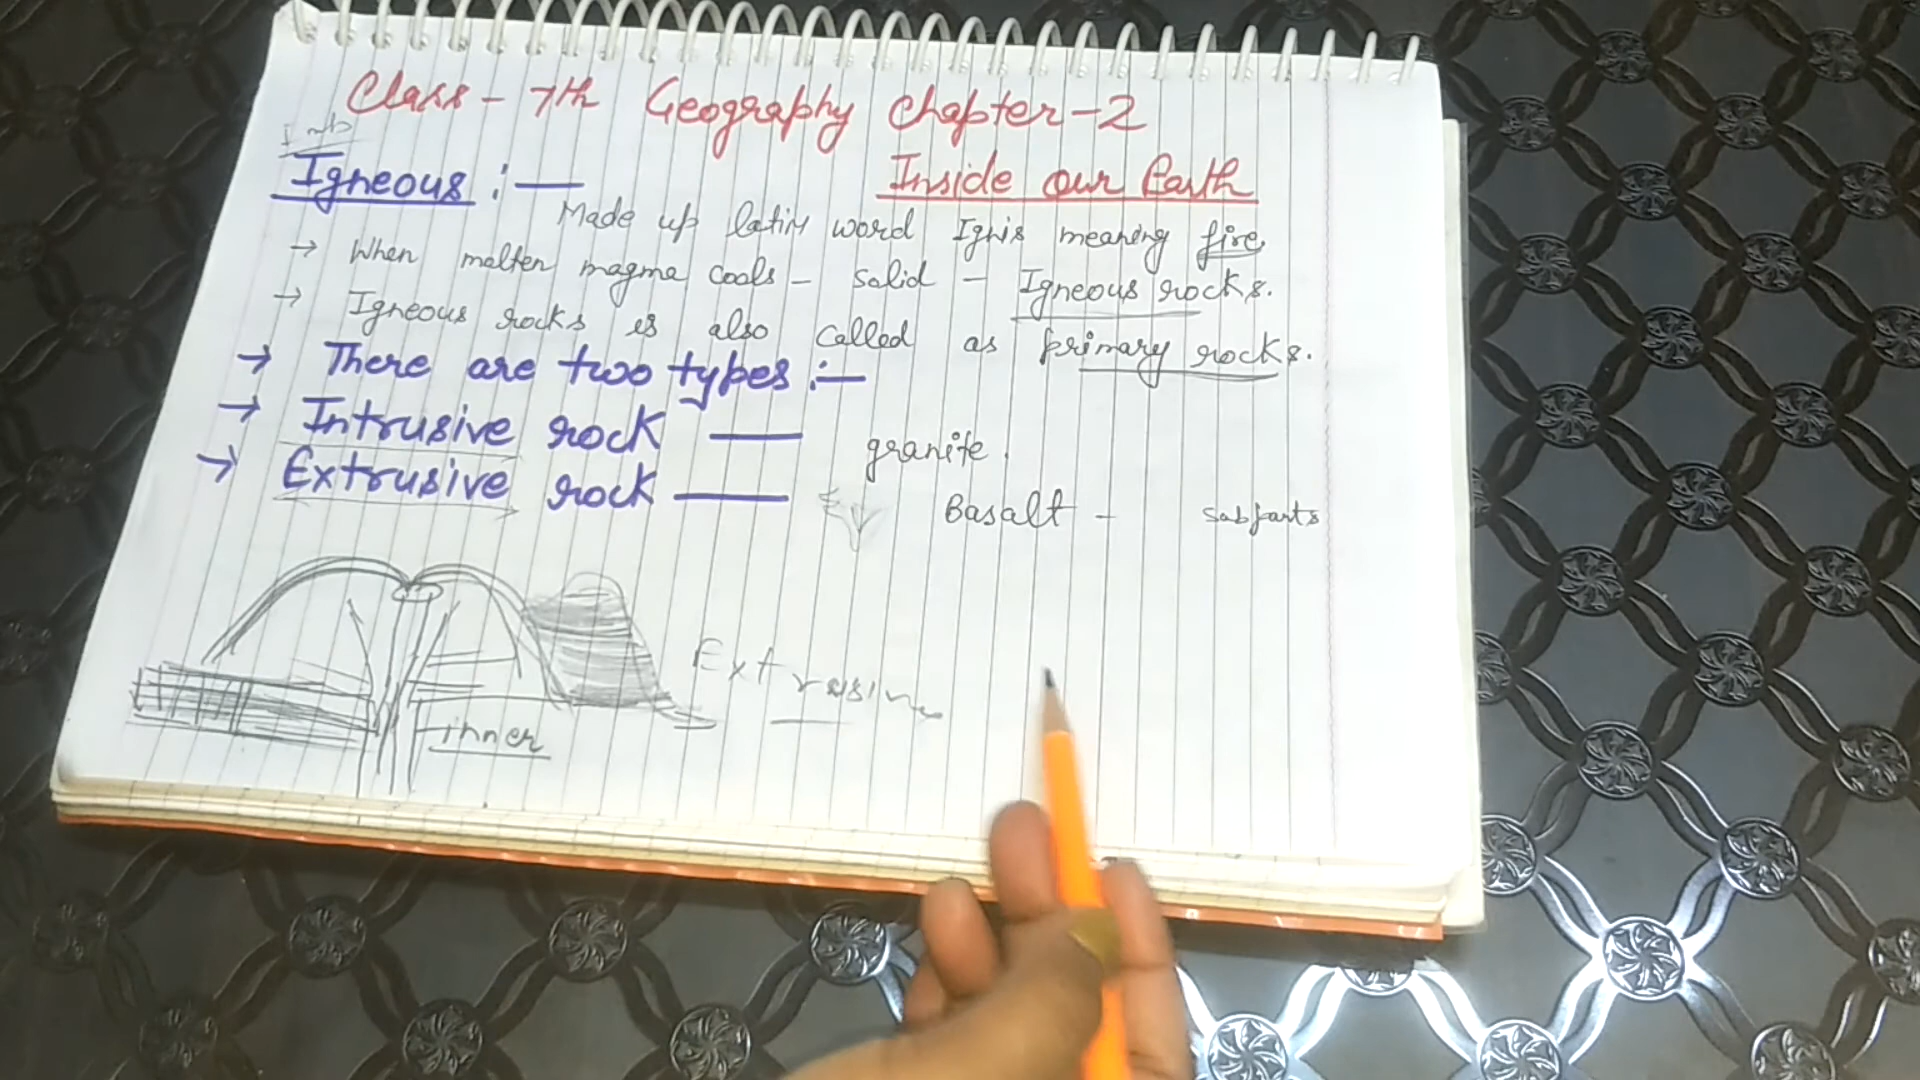 Class - 7th Geography Chapter-2
Inside our Earth
Igneous :—
Made up latin word Ignis meaning fire
→ When molten magma cools – solid – Igneous rocks.
→ Igneous rocks is also called as primary rocks.
→ There are two types :—
→ Intrusive rock — granite.
→ Extrusive rock — Basalt -
inner